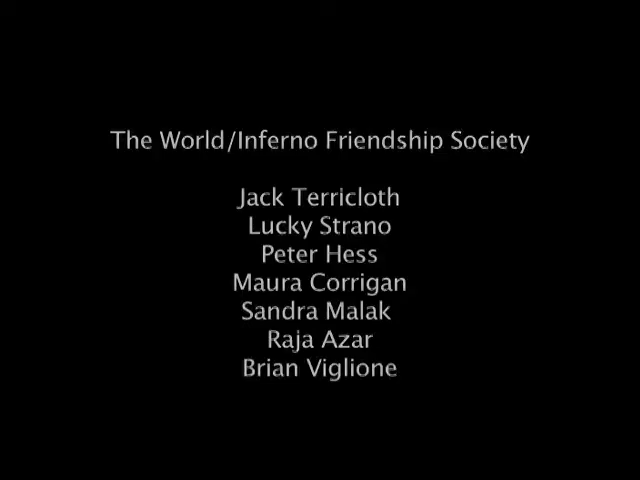 The World/Inferno Friendship Society
Jack Terricloth
Lucky Strano
Peter Hess
Maura Corrigan
Sandra Malak
Raja Azar
Brian Viglione